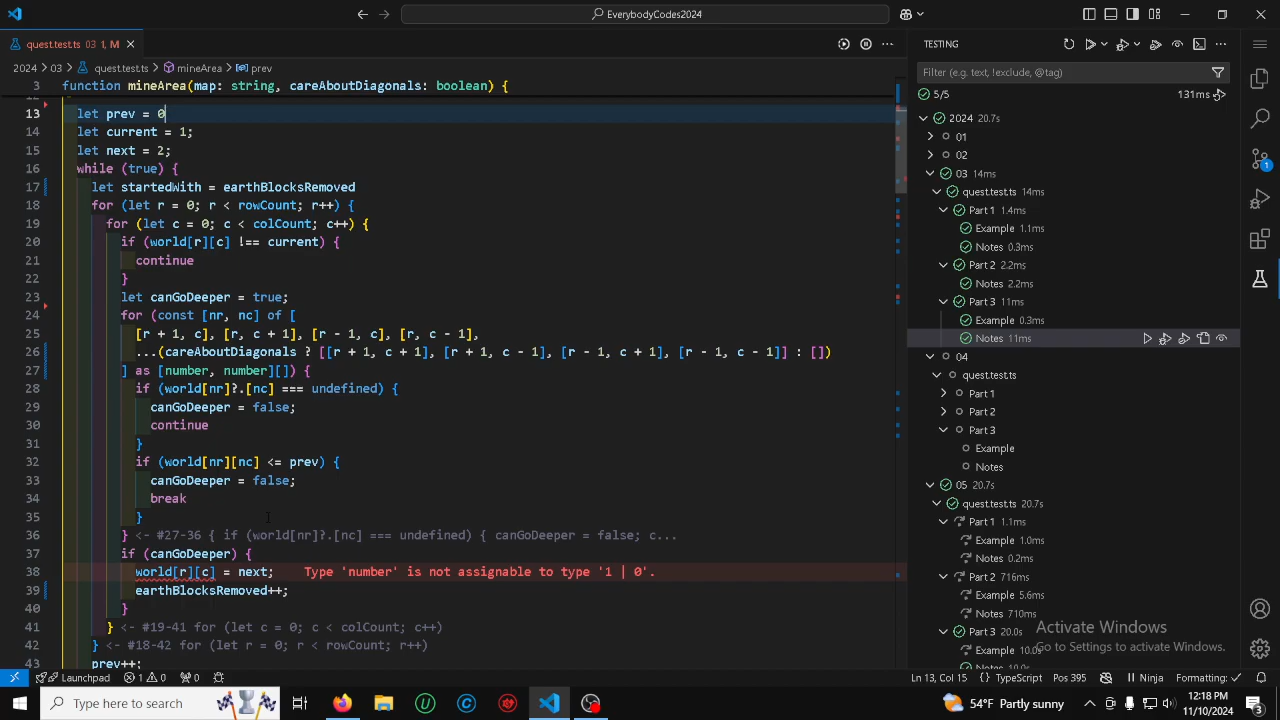 EverybodyCodes2024
quest.test.ts 03 1, M
TESTING
2024 > 03 > quest.test.ts > mineArea > prev
3 function mineArea(map: string, careAboutDiagonals: boolean) {
13 let prev = 0
14 let current = 1;
15 let next = 2;
16 while (true) {
17 let startedWith = earthBlocksRemoved
18 for (let r = 0; r < rowCount; r++) {
19 for (let c = 0; c < colCount; c++) {
20 if (world[r][c] !== current) {
21 continue
22 }
23 let canGoDeeper = true;
24 for (const [nr, nc] of [
25 [r + 1, c], [r, c + 1], [r - 1, c], [r, c - 1],
26 ...(careAboutDiagonals ? [[r + 1, c + 1], [r + 1, c - 1], [r - 1, c + 1], [r - 1, c - 1]] : [])
27 ] as [number, number][]) {
28 if (world[nr]?.[nc] === undefined) {
29 canGoDeeper = false;
30 continue
31 }
32 if (world[nr][nc] <= prev) {
33 canGoDeeper = false;
34 break
35 }
36 } <- #27-36 { if (world[nr]?.[nc] === undefined) { canGoDeeper = false; c...
37 if (canGoDeeper) {
38 world[r][c] = next; Type 'number' is not assignable to type '1 | 0'.
39 earthBlocksRemoved++;
40 }
41 } <- #19-41 for (let c = 0; c < colCount; c++)
42 } <- #18-42 for (let r = 0; r < rowCount; r++)
43 prev++;
Filter (e.g. text, !exclude, @tag)
5/5 131ms
2024 20.7s
01
02
03 14ms
quest.test.ts 14ms
Part 1 1.4ms
Example 1.1ms
Notes 0.3ms
Part 2 2.2ms
Notes 2.2ms
Part 3 11ms
Example 0.3ms
Notes 11ms
04
quest.test.ts
Part 1
Part 2
Part 3
Example
Notes
05 20.7s
quest.test.ts 20.7s
Part 1 1.1ms
Example 1.0ms
Notes 0.2ms
Part 2 716ms
Example 5.6ms
Notes 710ms
Part 3 20.0s
Example 10.0s
Notes 10.0s
Activate Windows
Go to Settings to activate Windows.
Launchpad 1 0 0 Ln 13, Col 15 TypeScript Pos 395 Ninja Formatting:
Type here to search
54°F Partly sunny
12:18 PM
11/10/2024
3
1